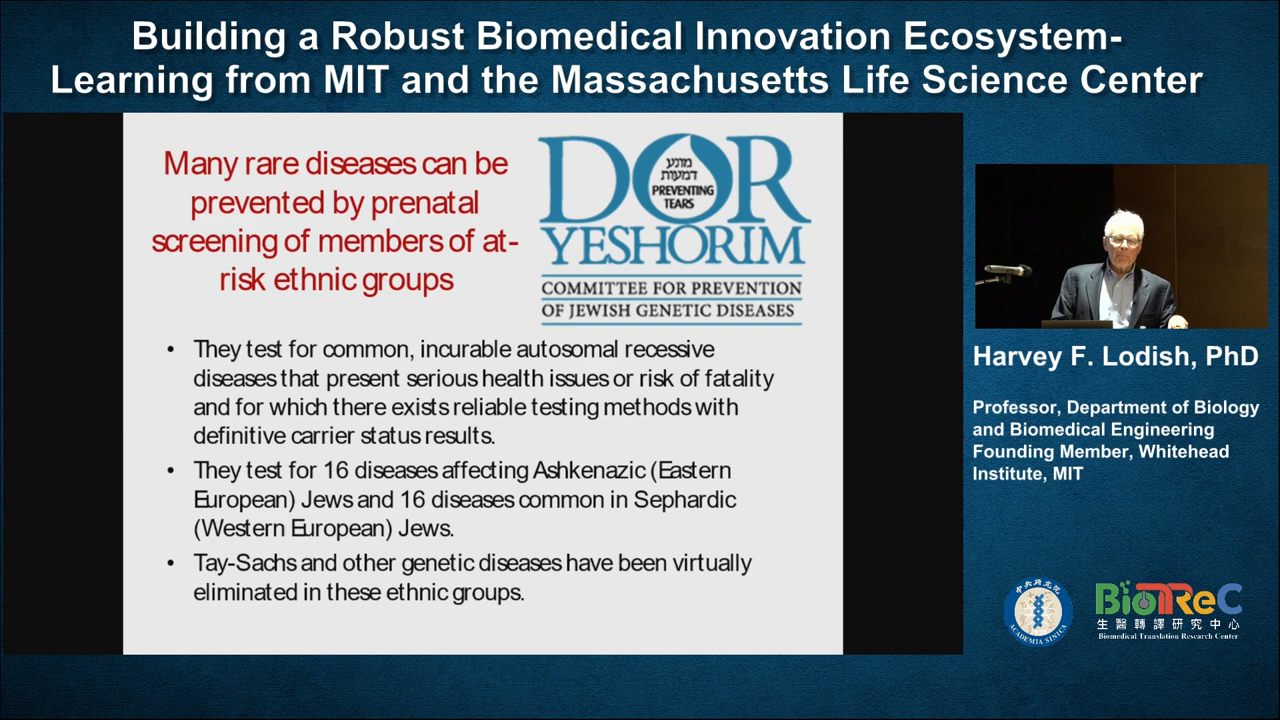 Building a Robust Biomedical Innovation Ecosystem-
Learning from MIT and the Massachusetts Life Science Center
Many rare diseases can be
prevented by prenatal
screening of members of at-
risk ethnic groups
DOR
מונע
דמעות
PREVENTING
TEARS
YESHORIM
COMMITTEE FOR PREVENTION
OF JEWISH GENETIC DISEASES
• They test for common, incurable autosomal recessive
diseases that present serious health issues or risk of fatality
and for which there exists reliable testing methods with
definitive carrier status results.
• They test for 16 diseases affecting Ashkenazic (Eastern
European) Jews and 16 diseases common in Sephardic
(Western European) Jews.
• Tay-Sachs and other genetic diseases have been virtually
eliminated in these ethnic groups.
Harvey F. Lodish, PhD
Professor, Department of Biology
and Biomedical Engineering
Founding Member, Whitehead
Institute, MIT
中央研究院
ACADEMIA SINICA
BioTReC
生醫轉譯研究中心
Biomedical Translation Research Center